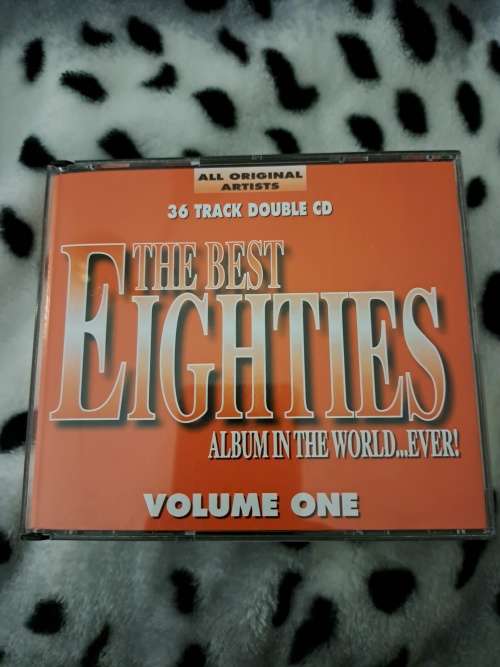 ALL ORIGINAL
ARTISTS
36 TRACK DOUBLE CD
THE BEST
EIGHTIES
ALBUM IN THE WORLD...EVER!
VOLUME ONE